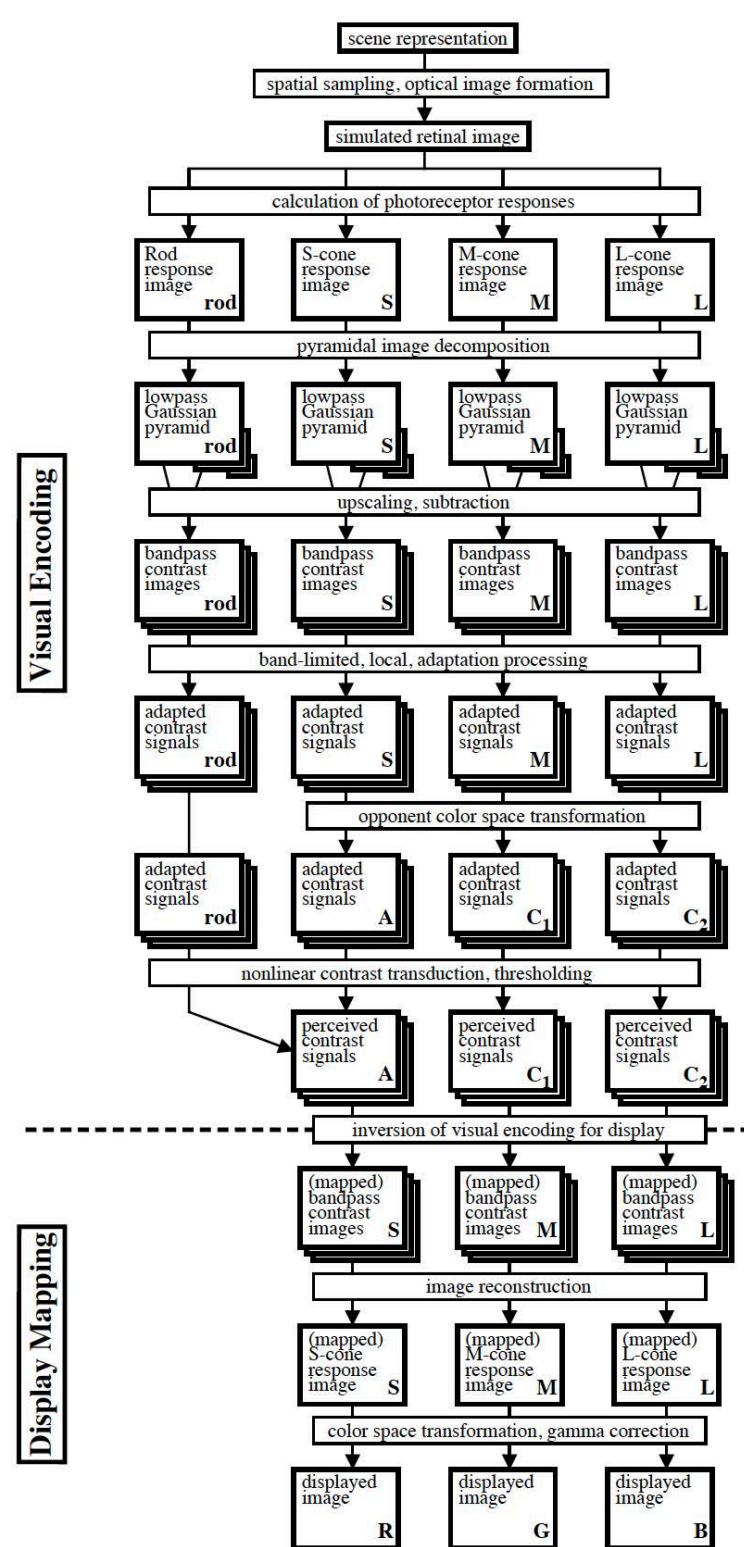 scene representation
spatial sampling, optical image formation
simulated retinal image
calculation of photoreceptor responses
Rod
response
image
rod
S-cone
response
image
S
M-cone
response
image
M
L-cone
response
image
L
pyramidal image decomposition
lowpass
Gaussian
pyramid
rod
lowpass
Gaussian
pyramid
S
lowpass
Gaussian
pyramid
M
lowpass
Gaussian
pyramid
L
Visual Encoding
upscaling, subtraction
bandpass
contrast
images
rod
bandpass
contrast
images
S
bandpass
contrast
images
M
bandpass
contrast
images
L
band-limited, local, adaptation processing
adapted
contrast
signals
rod
adapted
contrast
signals
S
adapted
contrast
signals
M
adapted
contrast
signals
L
opponent color space transformation
adapted
contrast
signals
rod
adapted
contrast
signals
A
adapted
contrast
signals
C1
adapted
contrast
signals
C2
nonlinear contrast transduction, thresholding
perceived
contrast
signals
A
perceived
contrast
signals
C1
perceived
contrast
signals
C2
inversion of visual encoding for display
Display Mapping
(mapped)
bandpass
contrast
images S
(mapped)
bandpass
contrast
images M
(mapped)
bandpass
contrast
images L
image reconstruction
(mapped)
S-cone
response
image S
(mapped)
M-cone
response
image M
(mapped)
L-cone
response
image L
color space transformation, gamma correction
displayed
image
R
displayed
image
G
displayed
image
B